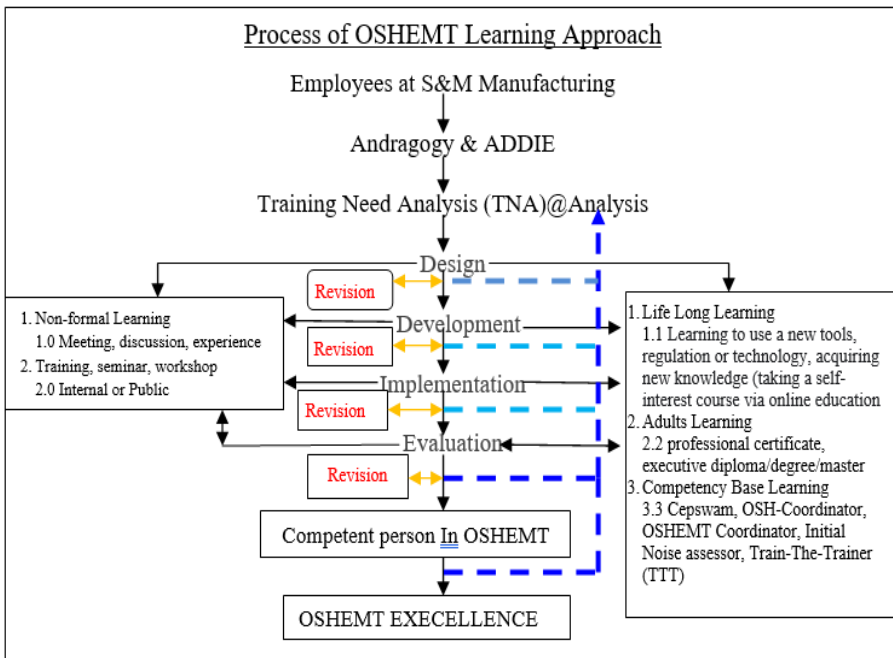 Process of OSHEMT Learning Approach
Employees at S&M Manufacturing
Andragogy & ADDIE
Training Need Analysis (TNA)@Analysis
Design
Revision
Development
Revision
Implementation
Revision
Evaluation
Revision
Competent person In OSHEMT
OSHEMT EXECELLENCE
1. Non-formal Learning
1.0 Meeting, discussion, experience
2. Training, seminar, workshop
2.0 Internal or Public
1. Life Long Learning
1.1 Learning to use a new tools,
regulation or technology, acquiring
new knowledge (taking a self-
interest course via online education
2. Adults Learning
2.2 professional certificate,
executive diploma/degree/master
3. Competency Base Learning
3.3 Cepswam, OSH-Coordinator,
OSHEMT Coordinator, Initial
Noise assessor, Train-The-Trainer
(TTT)